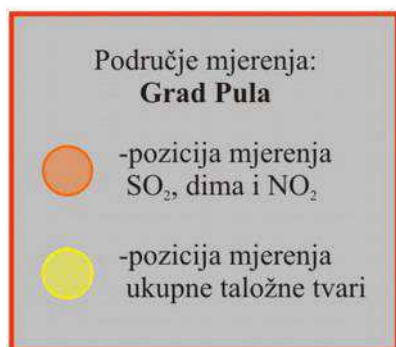 Područje mjerenja:
Grad Pula
-pozicija mjerenja
SO₂, dima i NO₂
-pozicija mjerenja
ukupne taložne tvari